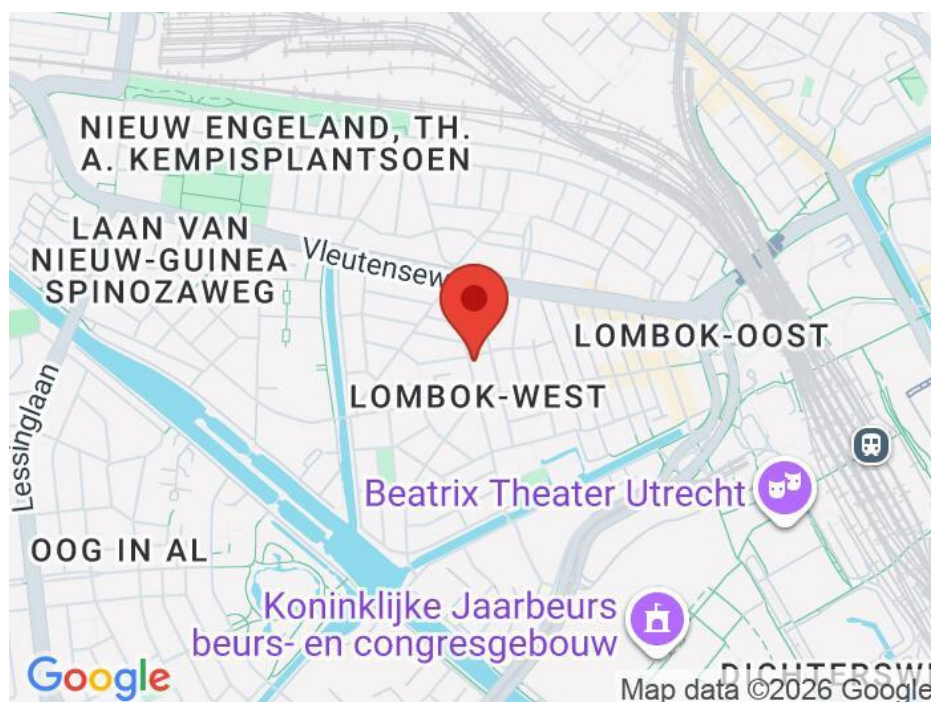 NIEUW ENGELAND, TH.
A. KEMPISPLANTSOEN
LAAN VAN
NIEUW-GUINEA
SPINOZAWEG
Vleutensew
LOMBOK-OOST
LOMBOK-WEST
Lessinglaan
Beatrix Theater Utrecht
OOG IN AL
Koninklijke Jaarbeurs
beurs- en congresgebouw
DICHTERSWI
Google
Map data ©2026 Google